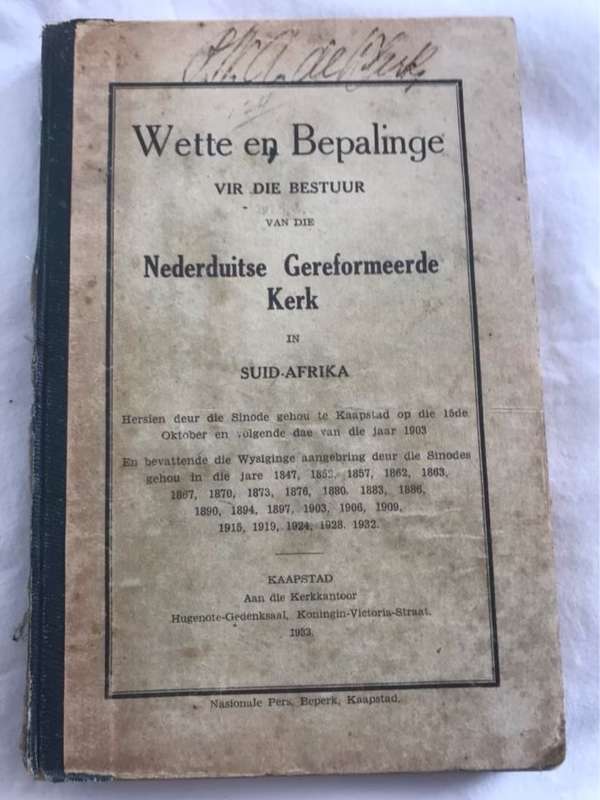 de Klerk
Wette en Bepalinge
VIR DIE BESTUUR
VAN DIE
Nederduitse Gereformeerde
Kerk
IN
SUID-AFRIKA
Hersien deur die Sinode gehou te Kaapstad op die 15de
Oktober en volgende dae van die jaar 1903
En bevattende die Wysiginge aangebring deur die Sinodes
gehou in die jare 1847, 1852, 1857, 1862, 1863,
1867, 1870, 1873, 1876, 1880. 1883, 1886,
1890, 1894, 1897, 1903, 1906, 1909,
1915, 1919, 1924, 1928. 1932.
KAAPSTAD
Aan die Kerkkantoor
Hugenote-Gedenksaal, Koningin-Victoria-Straat.
1933.
Nasionale Pers, Beperk, Kaapstad.